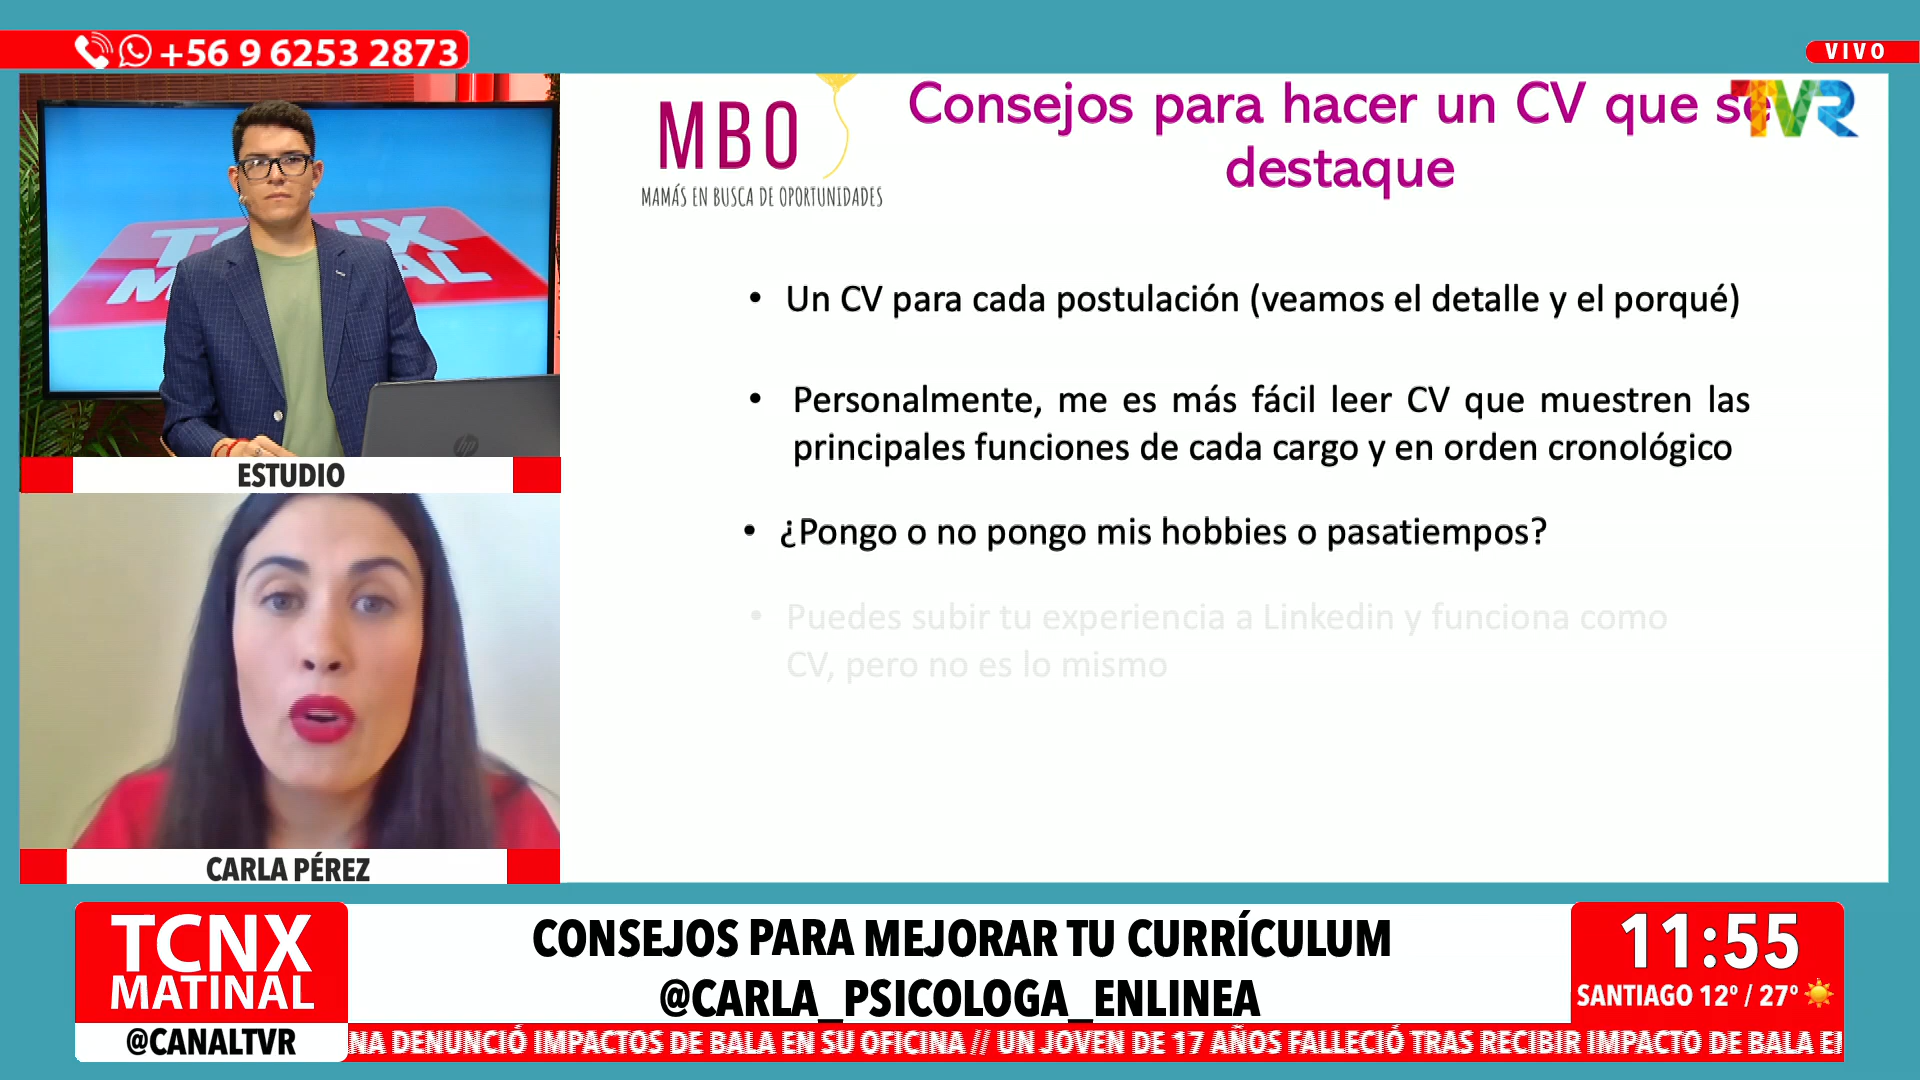 +56 9 6253 2873
VIVO
TVR
MBO
MAMÁS EN BUSCA DE OPORTUNIDADES
Consejos para hacer un CV que se
destaque
• Un CV para cada postulación (veamos el detalle y el porqué)
• Personalmente, me es más fácil leer CV que muestren las
principales funciones de cada cargo y en orden cronológico
• ¿Pongo o no pongo mis hobbies o pasatiempos?
• Puedes subir tu experiencia a Linkedin y funciona como
CV, pero no es lo mismo
hp
ESTUDIO
CARLA PÉREZ
TCNX
MATINAL
@CANALTVR
CONSEJOS PARA MEJORAR TU CURRÍCULUM
@CARLA_PSICOLOGA_ENLINEA
11:55
SANTIAGO 12º / 27º
NA DENUNCIÓ IMPACTOS DE BALA EN SU OFICINA // UN JOVEN DE 17 AÑOS FALLECIÓ TRAS RECIBIR IMPACTO DE BALA